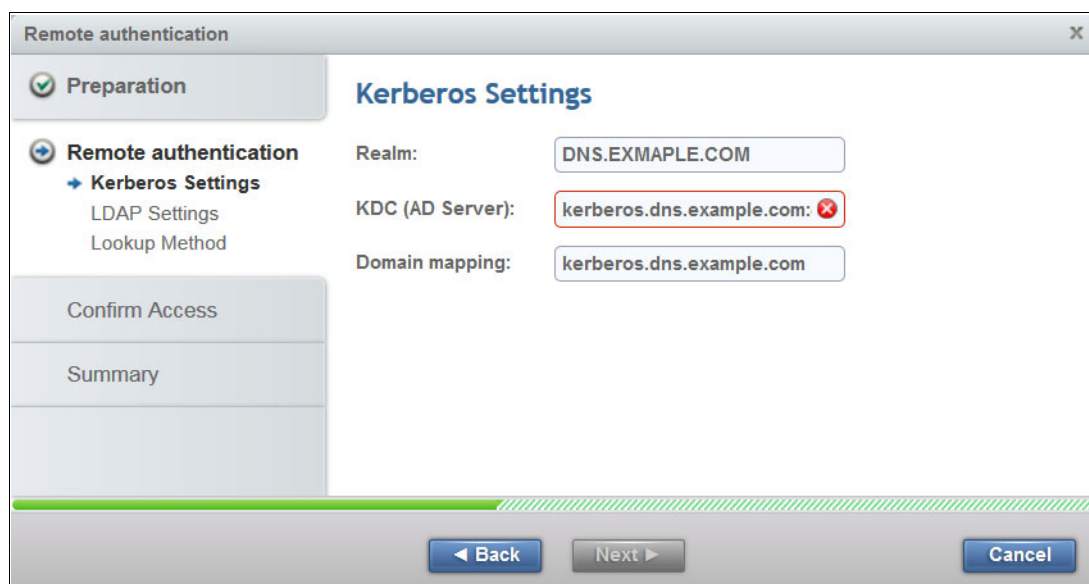 Remote authentication
x
Preparation
Remote authentication
Kerberos Settings
LDAP Settings
Lookup Method
Confirm Access
Summary
Kerberos Settings
Realm: DNS.EXMAPLE.COM
KDC (AD Server): kerberos.dns.example.com:
Domain mapping: kerberos.dns.example.com
Back Next Cancel